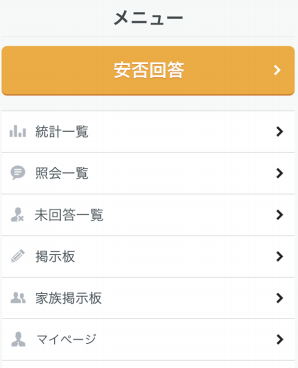 メニュー
安否回答
統計一覧
照会一覧
未回答一覧
掲示板
家族掲示板
マイページ